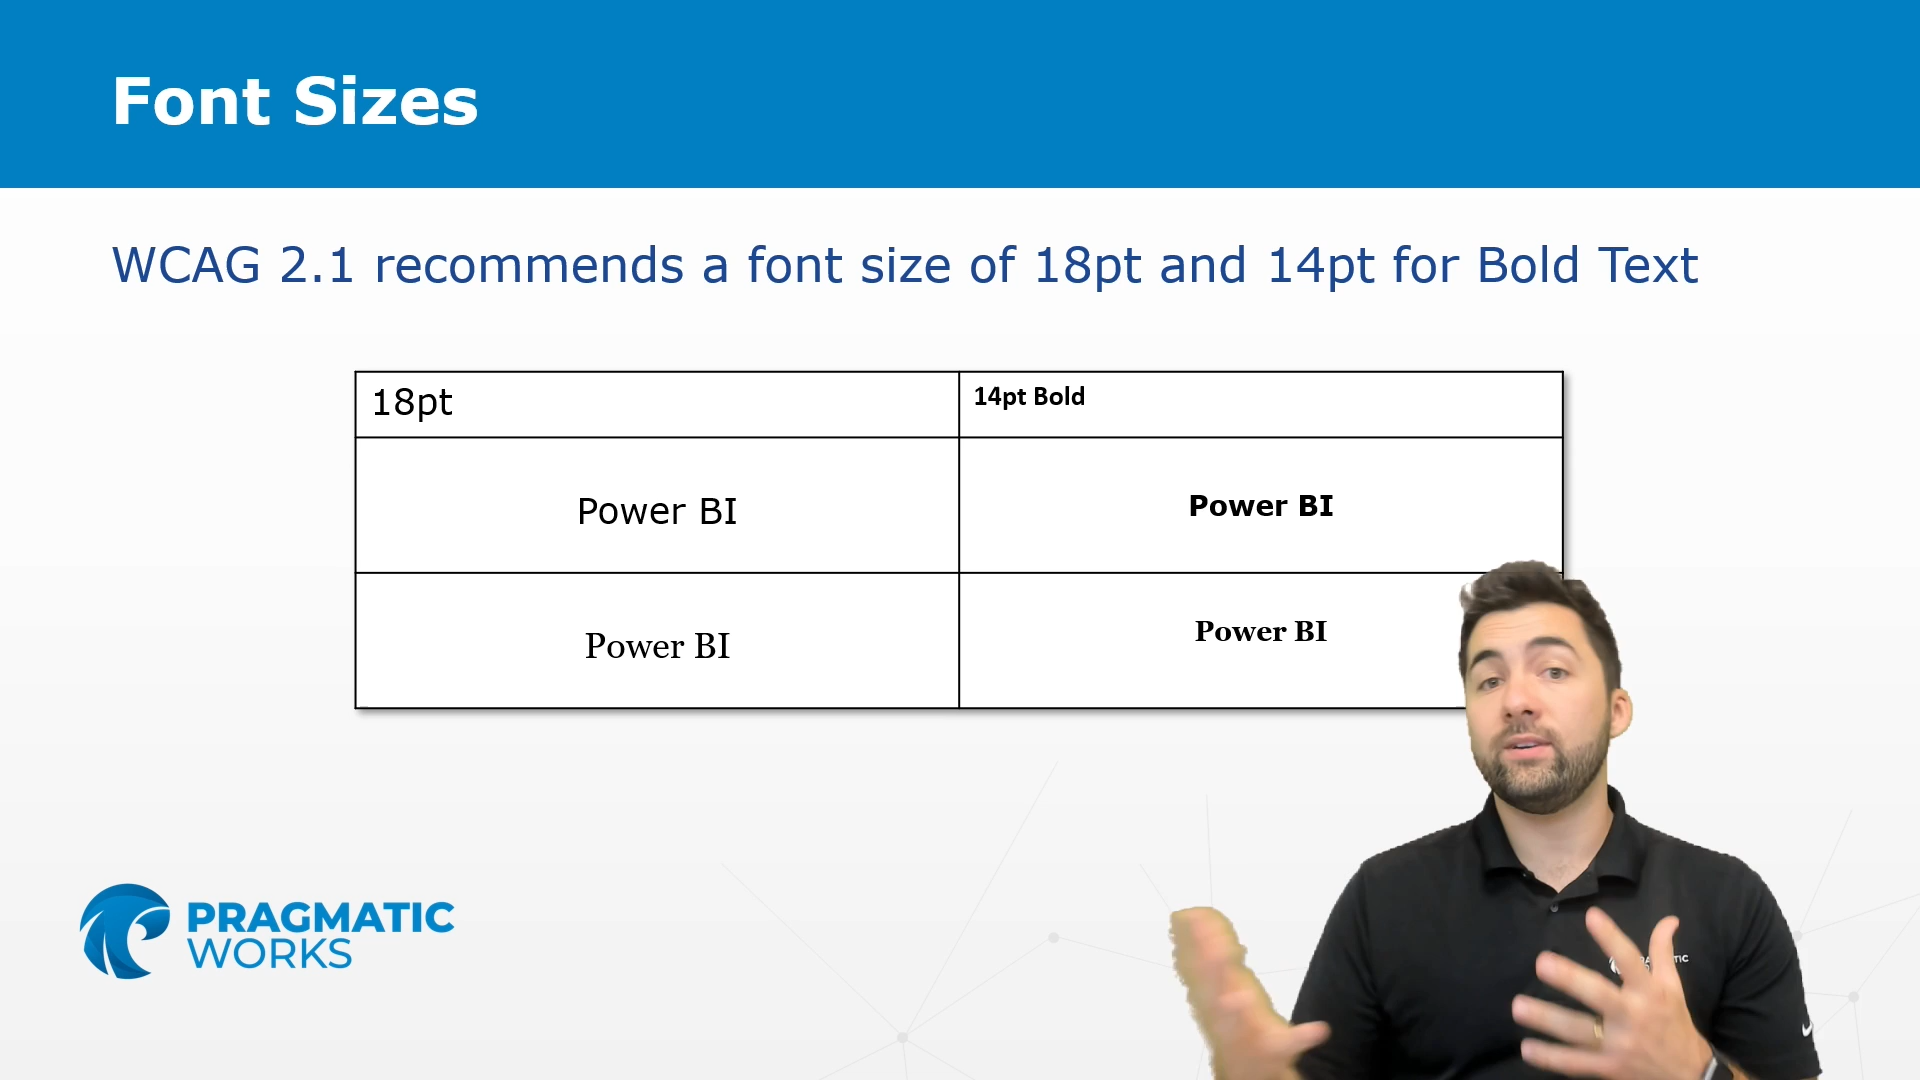 Font Sizes
WCAG 2.1 recommends a font size of 18pt and 14pt for Bold Text
18pt
14pt Bold
Power BI
Power BI
Power BI
Power BI
PRAGMATIC
WORKS